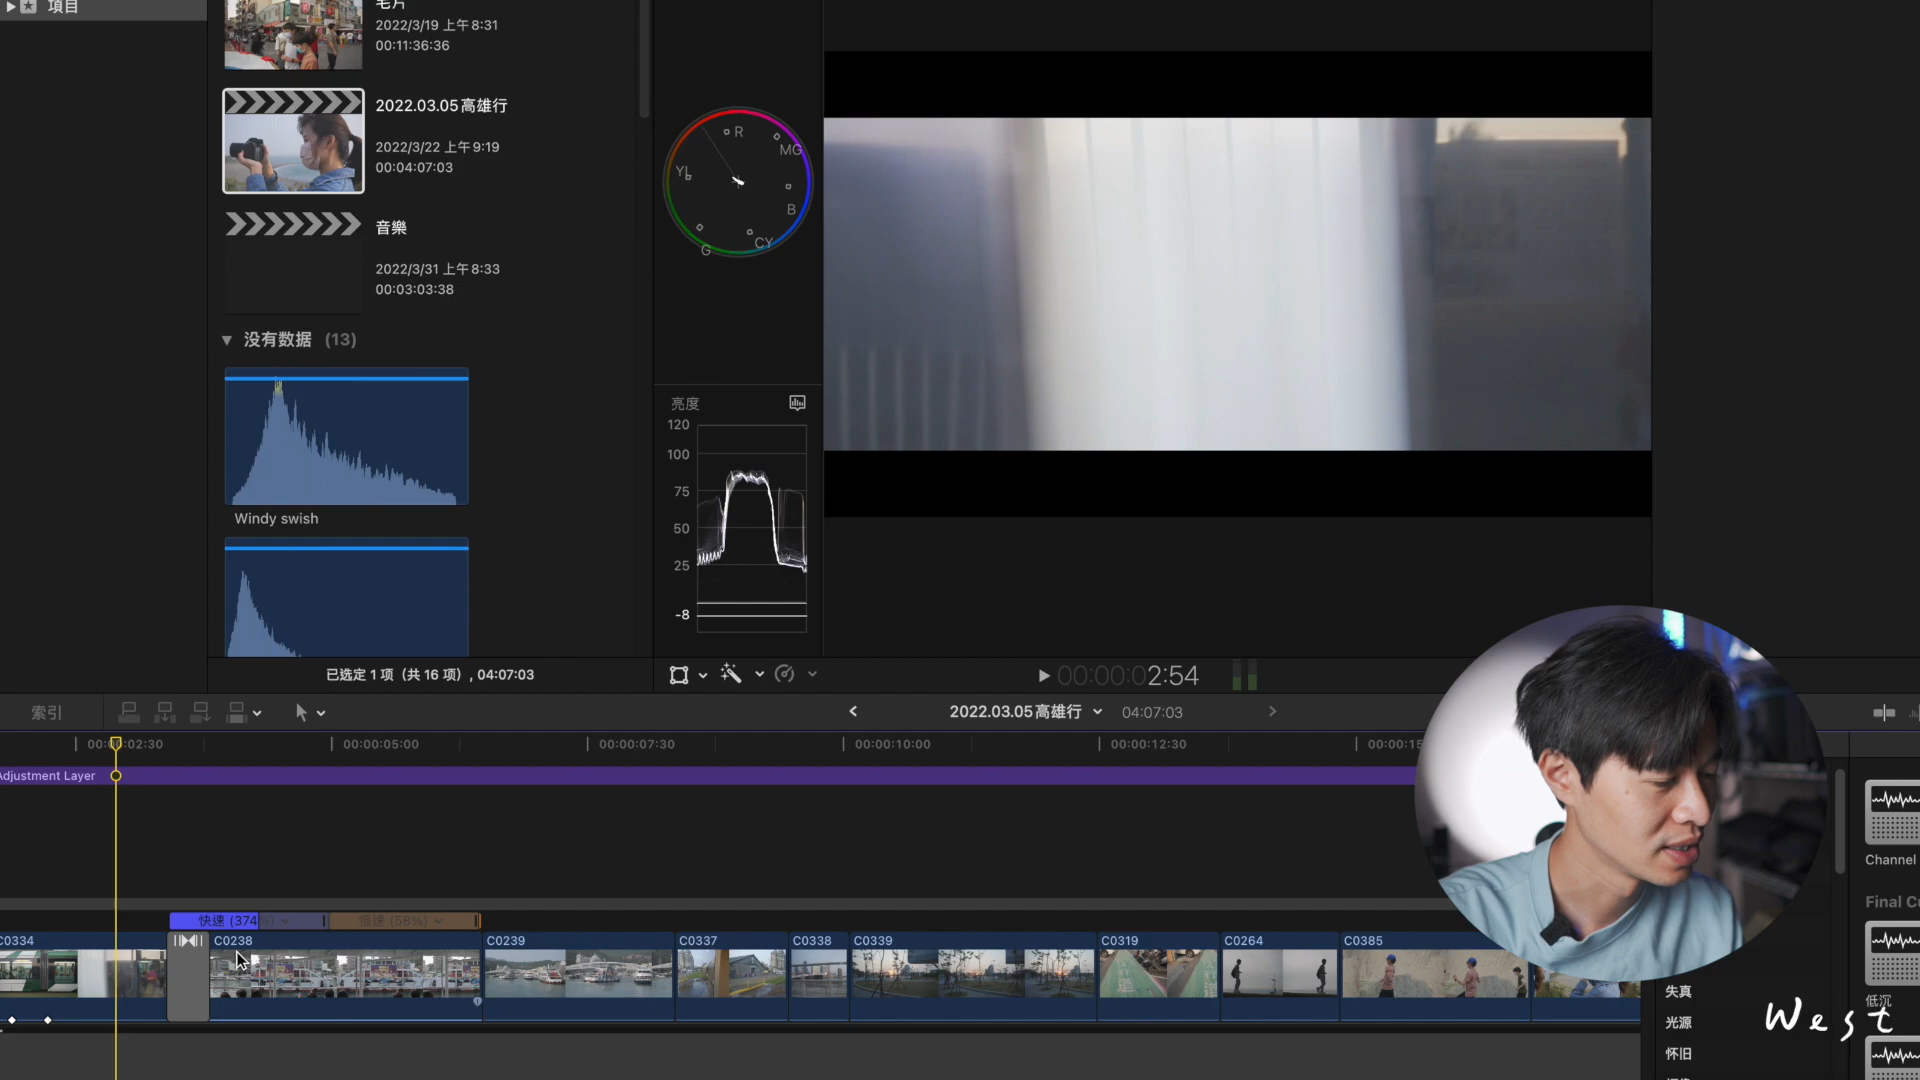 項目
毛片
2022/3/19 上午8:31
00:11:36:36
2022.03.05高雄行
2022/3/22 上午9:19
00:04:07:03
音樂
2022/3/31 上午8:33
00:03:03:38
没有数据 (13)
Windy swish
已选定 1 项（共 16 项）, 04:07:03
R
MG
YL
B
CY
G
亮度
120
100
75
50
25
-8
00:00:02:54
索引
2022.03.05高雄行
04:07:03
00:00:02:30
00:00:05:00
00:00:07:30
00:00:10:00
00:00:12:30
Adjustment Layer
快速 (374%)
慢速 (58%)
C0334
C0238
C0239
C0337
C0338
C0339
C0319
C0264
C0385
Channel
低沉
失真
光源
怀旧
West